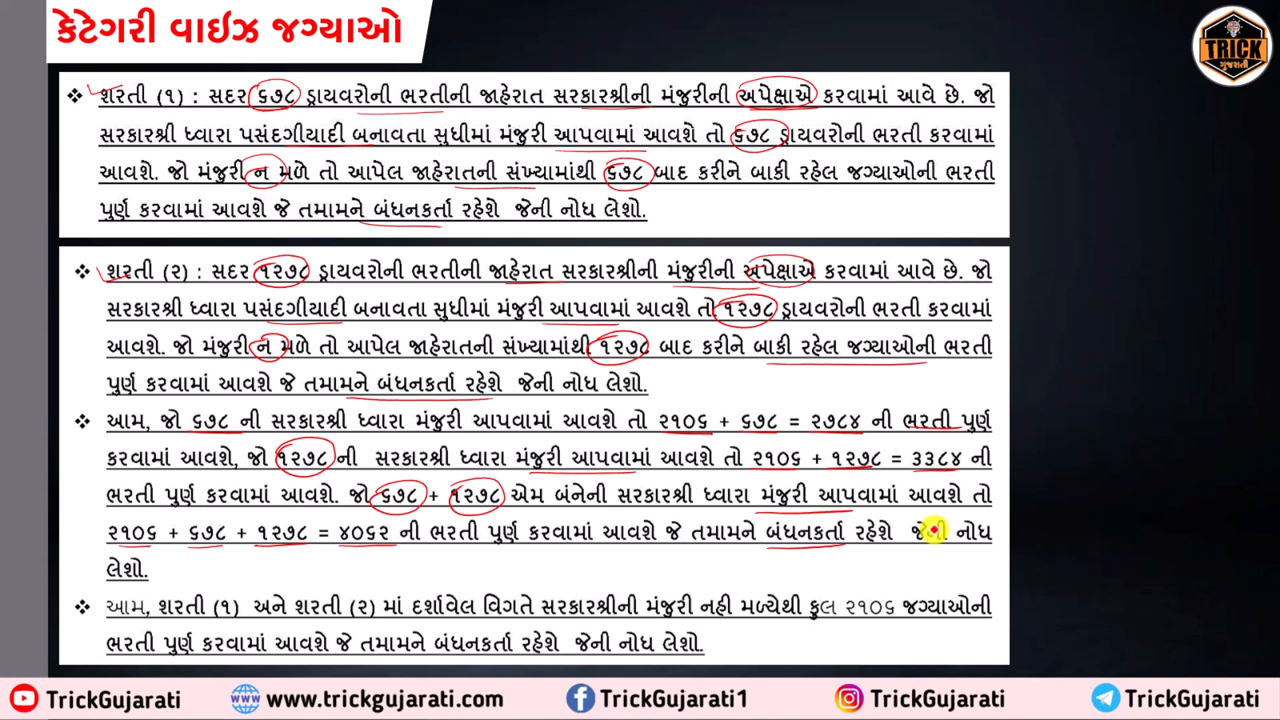 કેટેગરી વાઇઝ જગ્યાઓ
TRICK
ગુજરાતી
❖ શરતી (૧) : સદર ૬૭૮ ડ્રાયવરોની ભરતીની જાહેરાત સરકારશ્રીની મંજુરીની અપેક્ષાએ કરવામાં આવે છે. જો
સરકારશ્રી ધ્વારા પસંદગીયાદી બનાવતા સુધીમાં મંજુરી આપવામાં આવશે તો ૬૭૮ ડ્રાયવરોની ભરતી કરવામાં
આવશે. જો મંજુરી ન મળે તો આપેલ જાહેરાતની સંખ્યામાંથી ૬૭૮ બાદ કરીને બાકી રહેલ જગ્યાઓની ભરતી
પુર્ણ કરવામાં આવશે જે તમામને બંધનકર્તા રહેશે જેની નોધ લેશો.
❖ શરતી (૨) : સદર ૧૨૭૮ ડ્રાયવરોની ભરતીની જાહેરાત સરકારશ્રીની મંજુરીની અપેક્ષાએ કરવામાં આવે છે. જો
સરકારશ્રી ધ્વારા પસંદગીયાદી બનાવતા સુધીમાં મંજુરી આપવામાં આવશે તો ૧૨૭૮ ડ્રાયવરોની ભરતી કરવામાં
આવશે. જો મંજુરી ન મળે તો આપેલ જાહેરાતની સંખ્યામાંથી ૧૨૭૮ બાદ કરીને બાકી રહેલ જગ્યાઓની ભરતી
પુર્ણ કરવામાં આવશે જે તમામને બંધનકર્તા રહેશે જેની નોધ લેશો.
❖ આમ, જો ૬૭૮ ની સરકારશ્રી ધ્વારા મંજુરી આપવામાં આવશે તો ૨૧૦૬ + ૬૭૮ = ૨૭૮૪ ની ભરતી પુર્ણ
કરવામાં આવશે, જો ૧૨૭૮ ની સરકારશ્રી ધ્વારા મંજુરી આપવામાં આવશે તો ૨૧૦૬ + ૧૨૭૮ = ૩૩૮૪ ની
ભરતી પુર્ણ કરવામાં આવશે. જો ૬૭૮ + ૧૨૭૮ એમ બંનેની સરકારશ્રી ધ્વારા મંજુરી આપવામાં આવશે તો
૨૧૦૬ + ૬૭૮ + ૧૨૭૮ = ૪૦૬૨ ની ભરતી પુર્ણ કરવામાં આવશે જે તમામને બંધનકર્તા રહેશે જેની નોધ
લેશો.
❖ આમ, શરતી (૧) અને શરતી (૨) માં દર્શાવેલ વિગતે સરકારશ્રીની મંજુરી નહી મળ્યેથી કુલ ૨૧૦૬ જગ્યાઓની
ભરતી પુર્ણ કરવામાં આવશે જે તમામને બંધનકર્તા રહેશે જેની નોધ લેશો.
TrickGujarati www.trickgujarati.com TrickGujarati1 TrickGujarati TrickGujarati